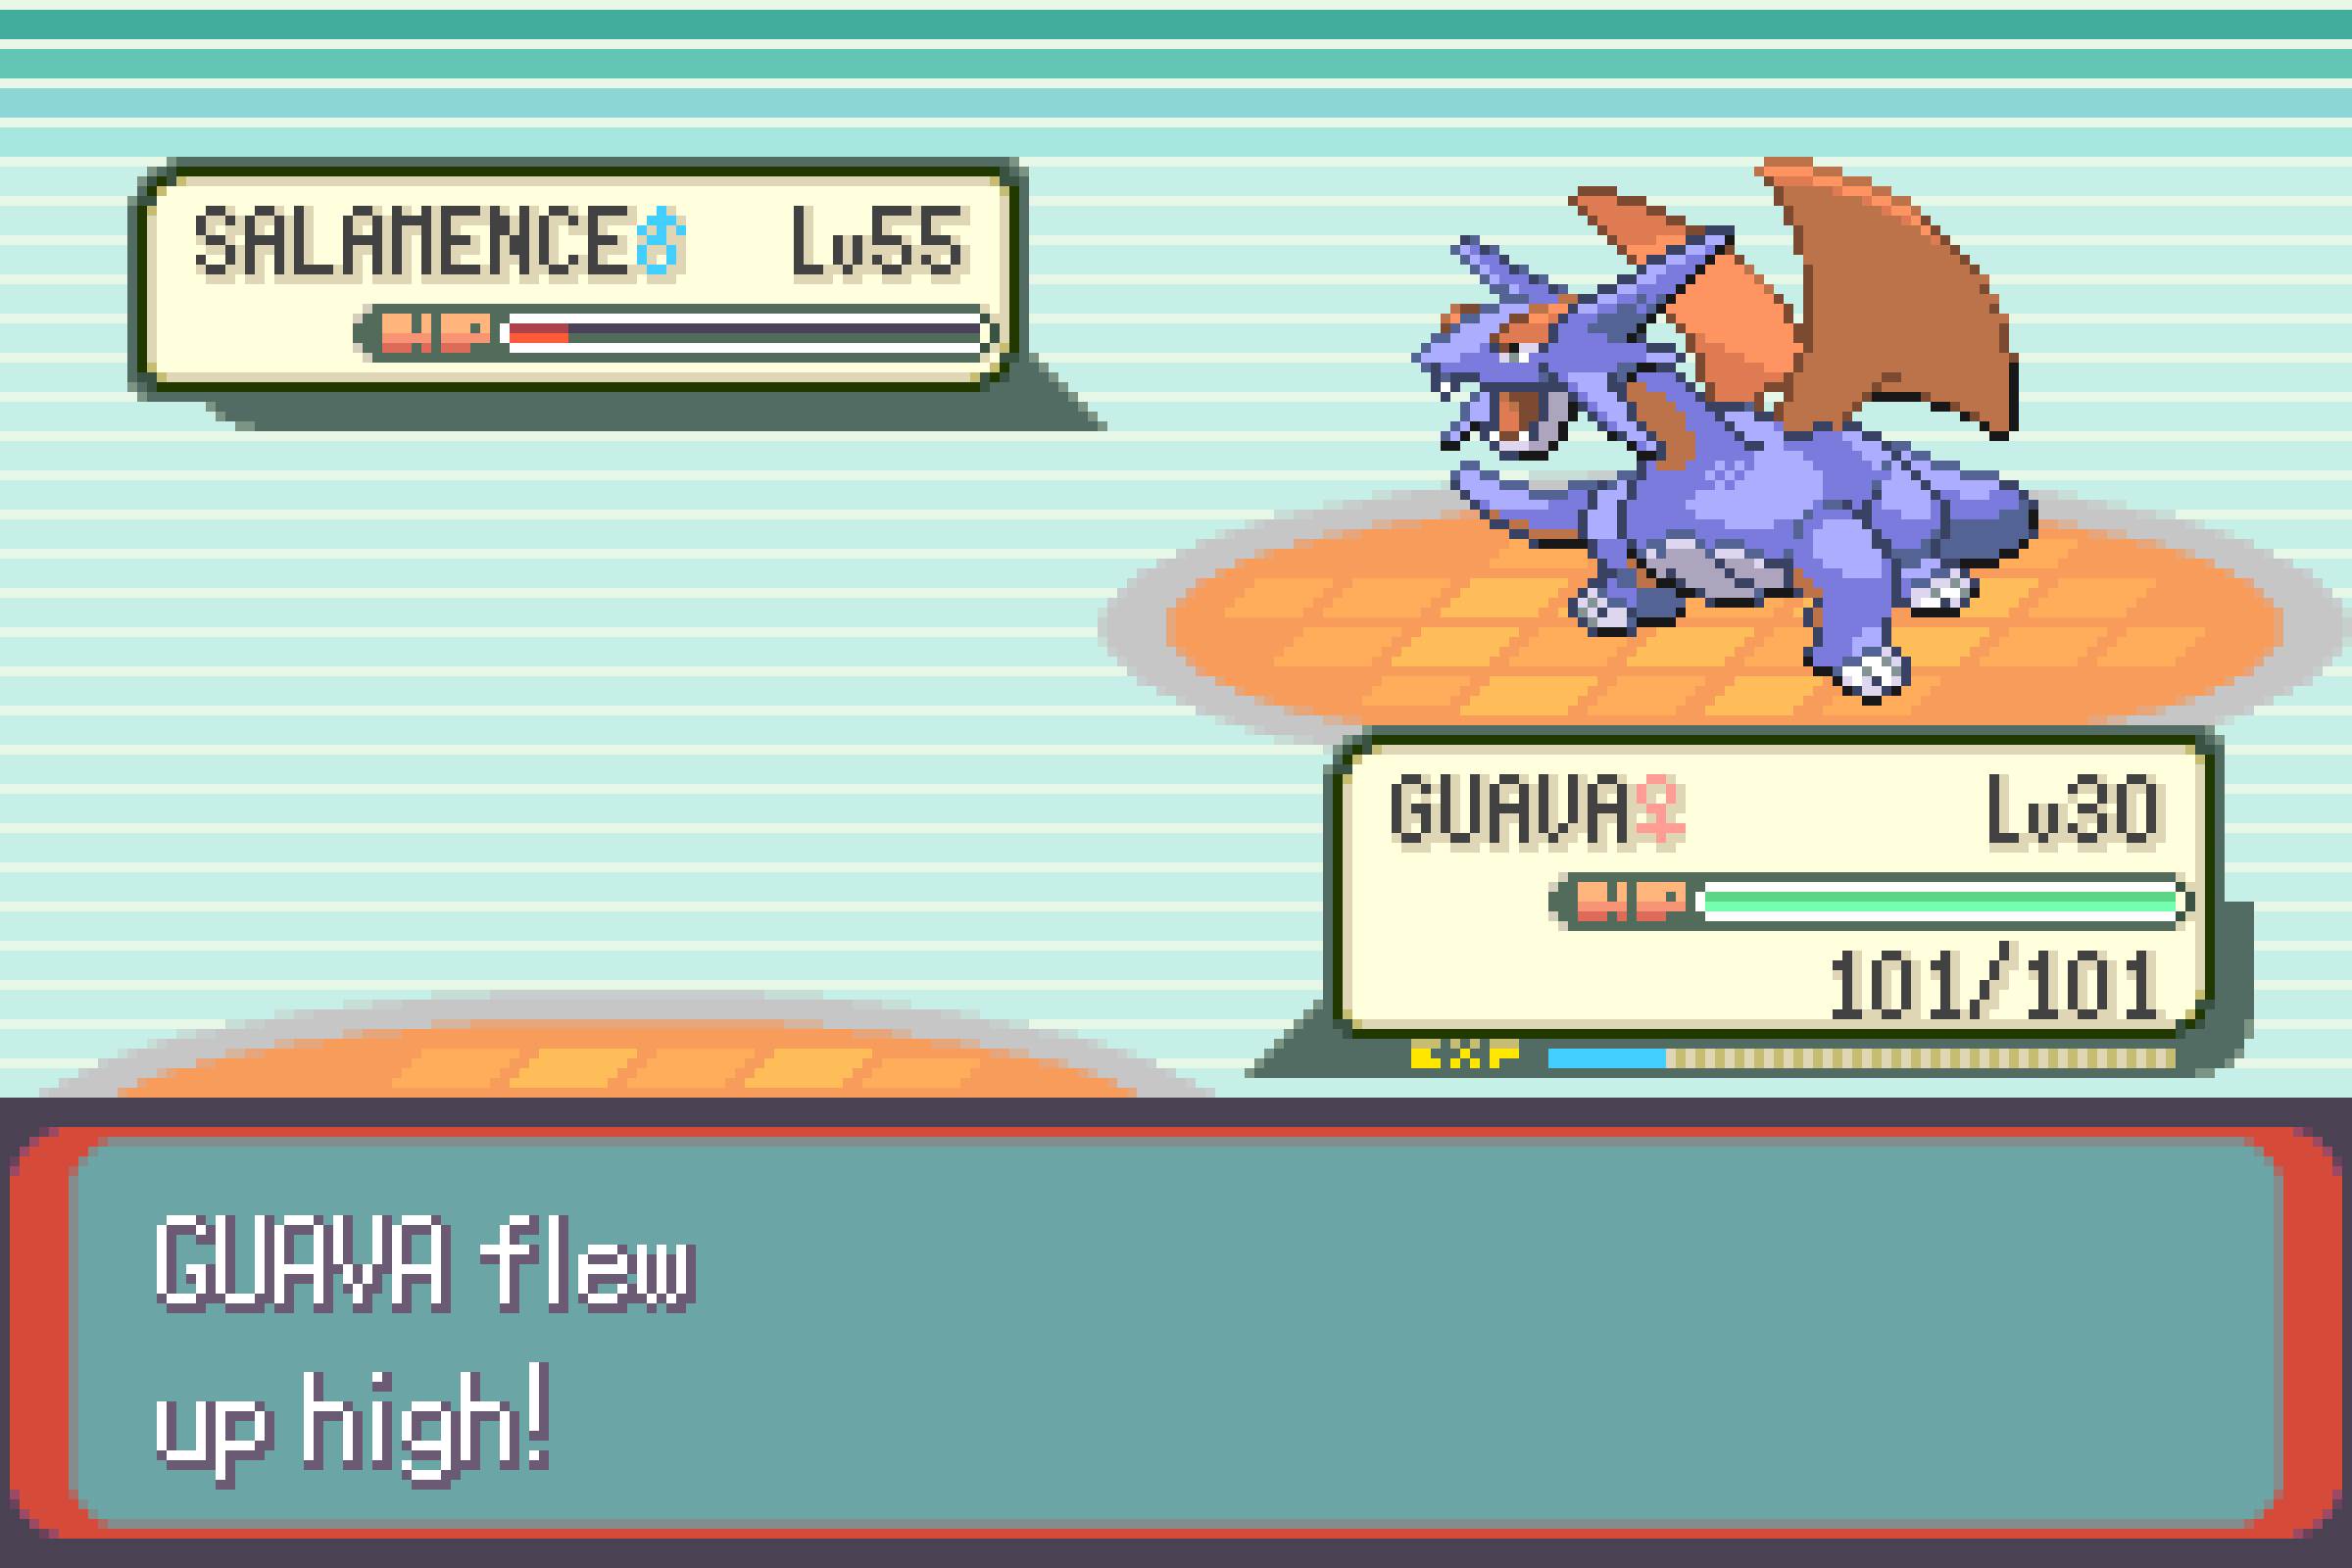 SALAMENCE♂ Lv55
HP
GUAVA♀ Lv30
HP
101/101
EXP
GUAVA flew
up high!